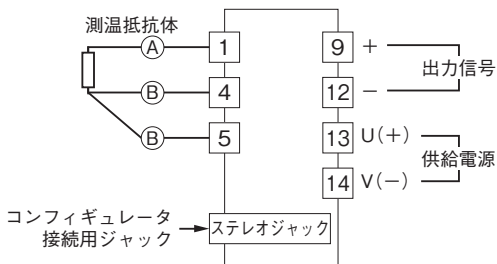 測温抵抗体
A
1
B
4
B
5
9 +
12 −
出力信号
13 U(+)
14 V(−)
供給電源
コンフィギュレータ
接続用ジャック
ステレオジャック